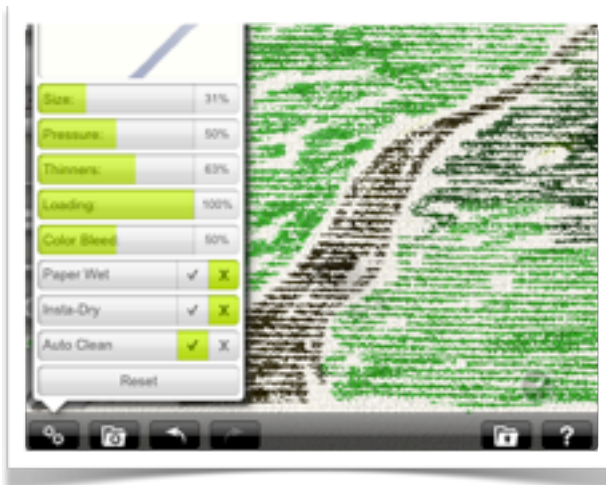 Size: 31%
Pressure: 50%
Thinners: 63%
Loading: 100%
Color Bleed: 50%
Paper Wet ✓ X
Insta-Dry ✓ X
Auto Clean ✓ X
Reset
?